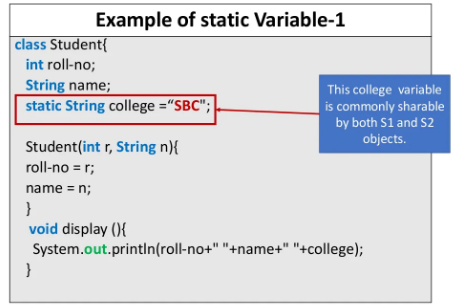 Example of static Variable-1
class Student{
int roll-no;
String name;
static String college =“SBC";
This college variable
is commonly sharable
by both S1 and S2
objects.
Student(int r, String n){
roll-no = r;
name = n;
}
void display (){
System.out.println(roll-no+" "+name+" "+college);
}